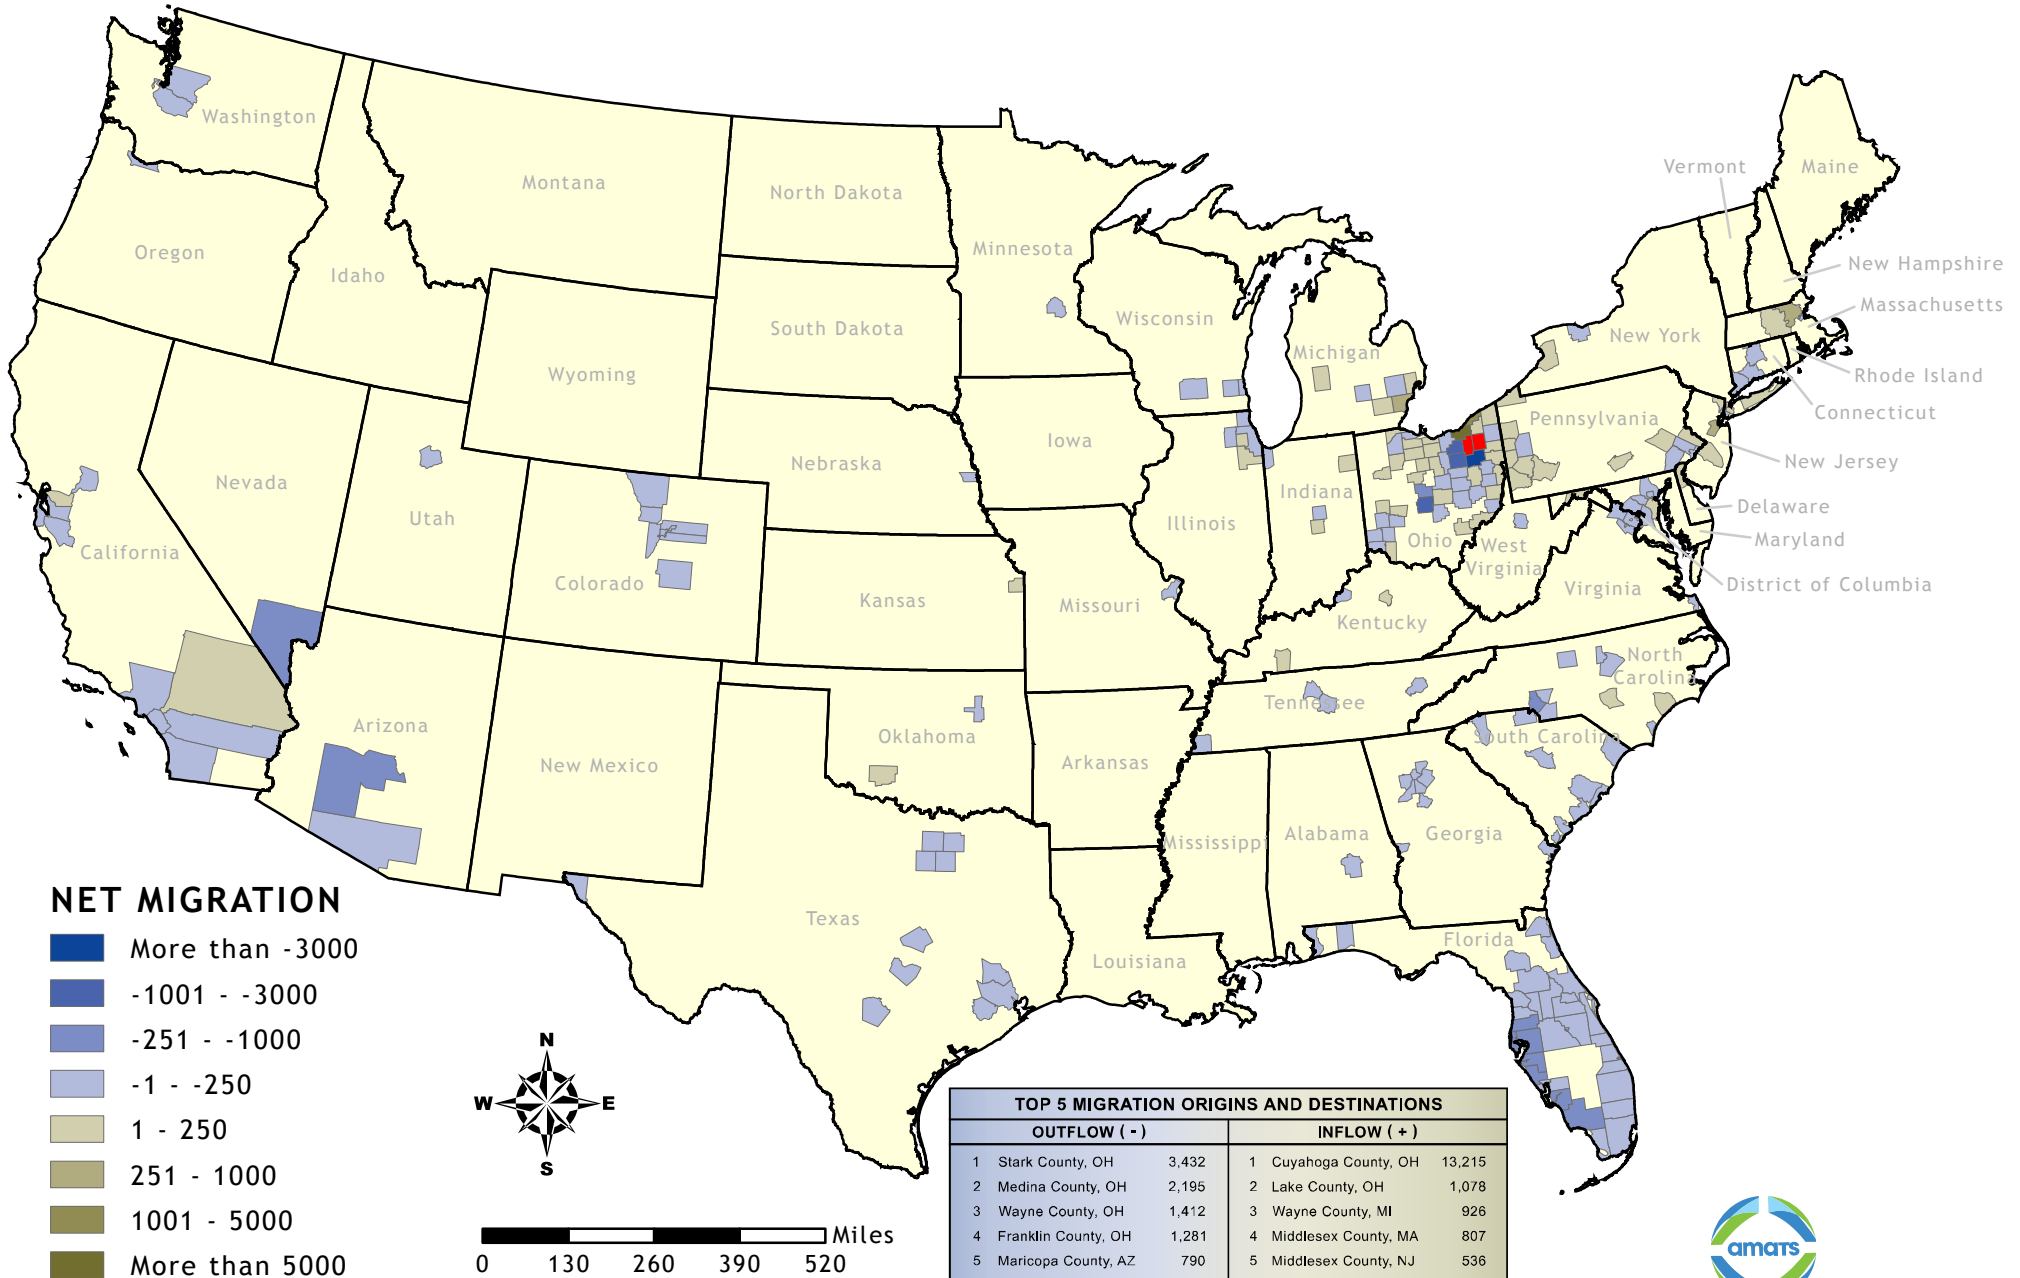 Washington
Montana
North Dakota
Minnesota
Vermont
Maine
Oregon
Idaho
New Hampshire
Massachusetts
South Dakota
Wisconsin
Michigan
New York
Wyoming
Rhode Island
Connecticut
Pennsylvania
Iowa
Nebraska
New Jersey
Nevada
Utah
Illinois
Indiana
Delaware
California
Ohio
West
Virginia
Maryland
Colorado
Kansas
Missouri
Virginia
District of Columbia
Kentucky
North
Carolina
Arizona
Tennessee
Oklahoma
South Carolina
New Mexico
Arkansas
Mississippi
Alabama
Georgia
Texas
Louisiana
Florida
NET MIGRATION
More than -3000
-1001 - -3000
-251 - -1000
-1 - -250
1 - 250
251 - 1000
1001 - 5000
More than 5000
N
W E
S
Miles
0 130 260 390 520
TOP 5 MIGRATION ORIGINS AND DESTINATIONS
OUTFLOW ( - ) INFLOW ( + )
1 Stark County, OH 3,432 1 Cuyahoga County, OH 13,215
2 Medina County, OH 2,195 2 Lake County, OH 1,078
3 Wayne County, OH 1,412 3 Wayne County, MI 926
4 Franklin County, OH 1,281 4 Middlesex County, MA 807
5 Maricopa County, AZ 790 5 Middlesex County, NJ 536
amats